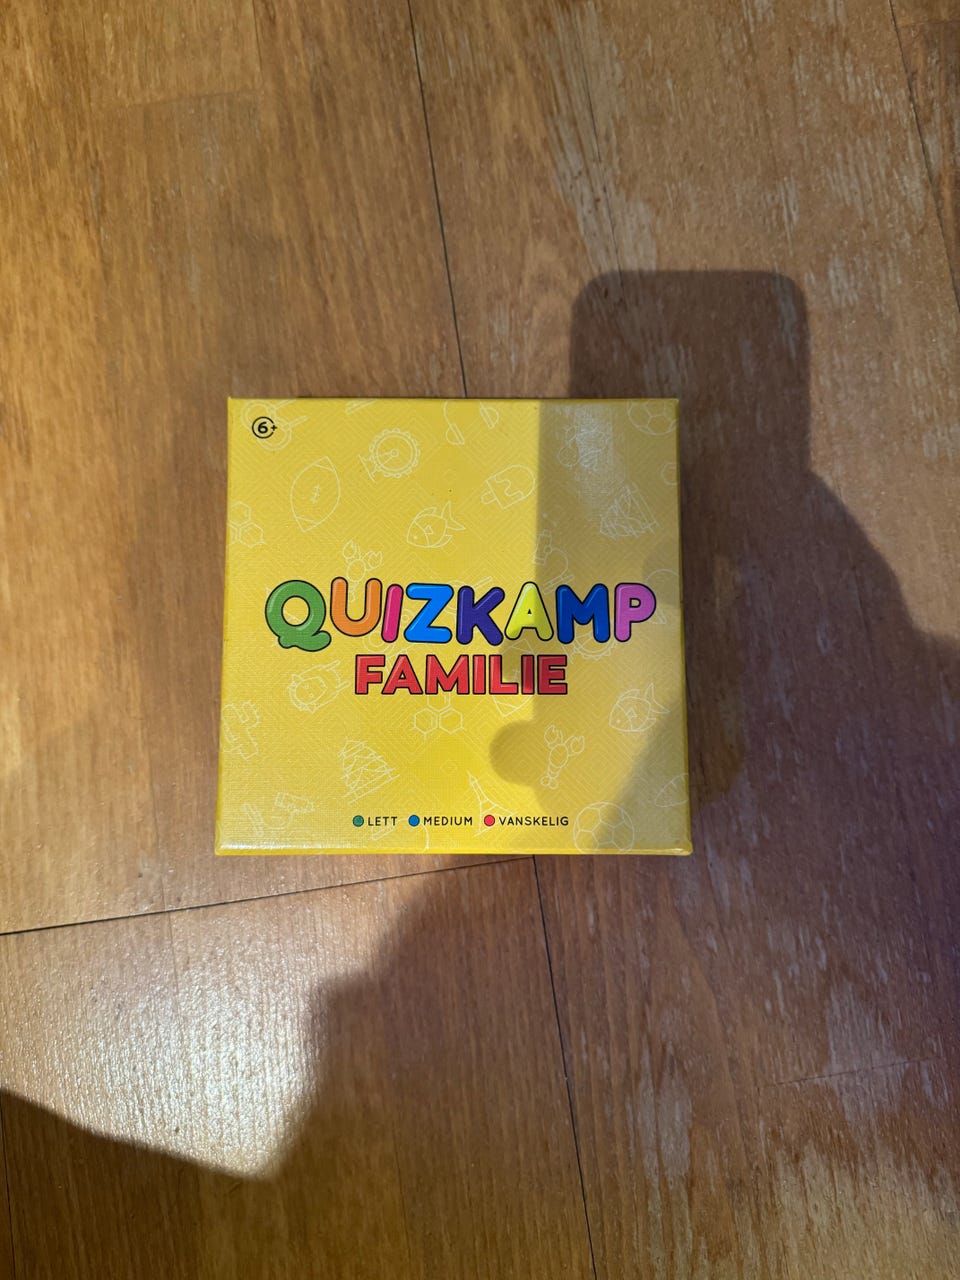 6+
QUIZKAMP
FAMILIE
LETT MEDIUM VANSKELIG